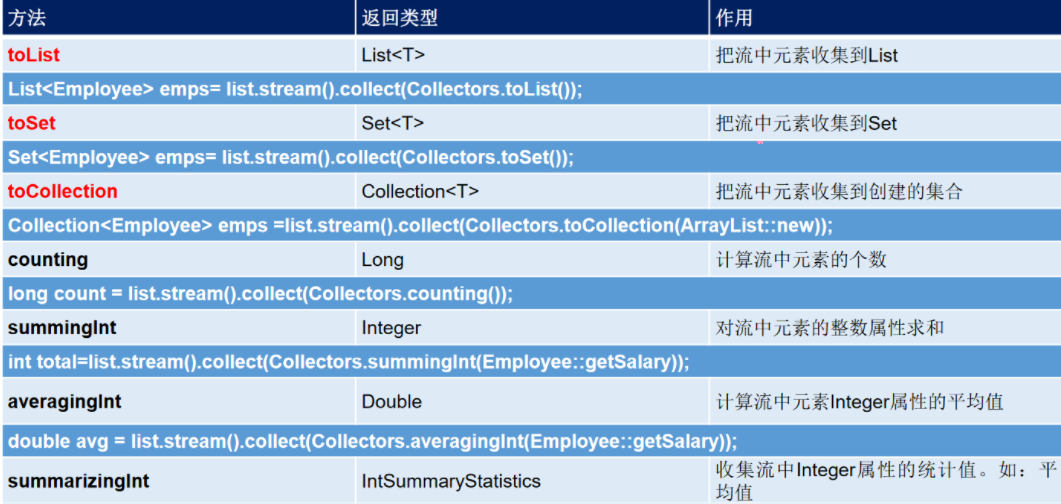 方法 返回类型 作用
toList List<T> 把流中元素收集到List
List<Employee> emps= list.stream().collect(Collectors.toList());
toSet Set<T> 把流中元素收集到Set
Set<Employee> emps= list.stream().collect(Collectors.toSet());
toCollection Collection<T> 把流中元素收集到创建的集合
Collection<Employee> emps =list.stream().collect(Collectors.toCollection(ArrayList::new));
counting Long 计算流中元素的个数
long count = list.stream().collect(Collectors.counting());
summingInt Integer 对流中元素的整数属性求和
int total=list.stream().collect(Collectors.summingInt(Employee::getSalary));
averagingInt Double 计算流中元素Integer属性的平均值
double avg = list.stream().collect(Collectors.averagingInt(Employee::getSalary));
summarizingInt IntSummaryStatistics 收集流中Integer属性的统计值。如：平
均值